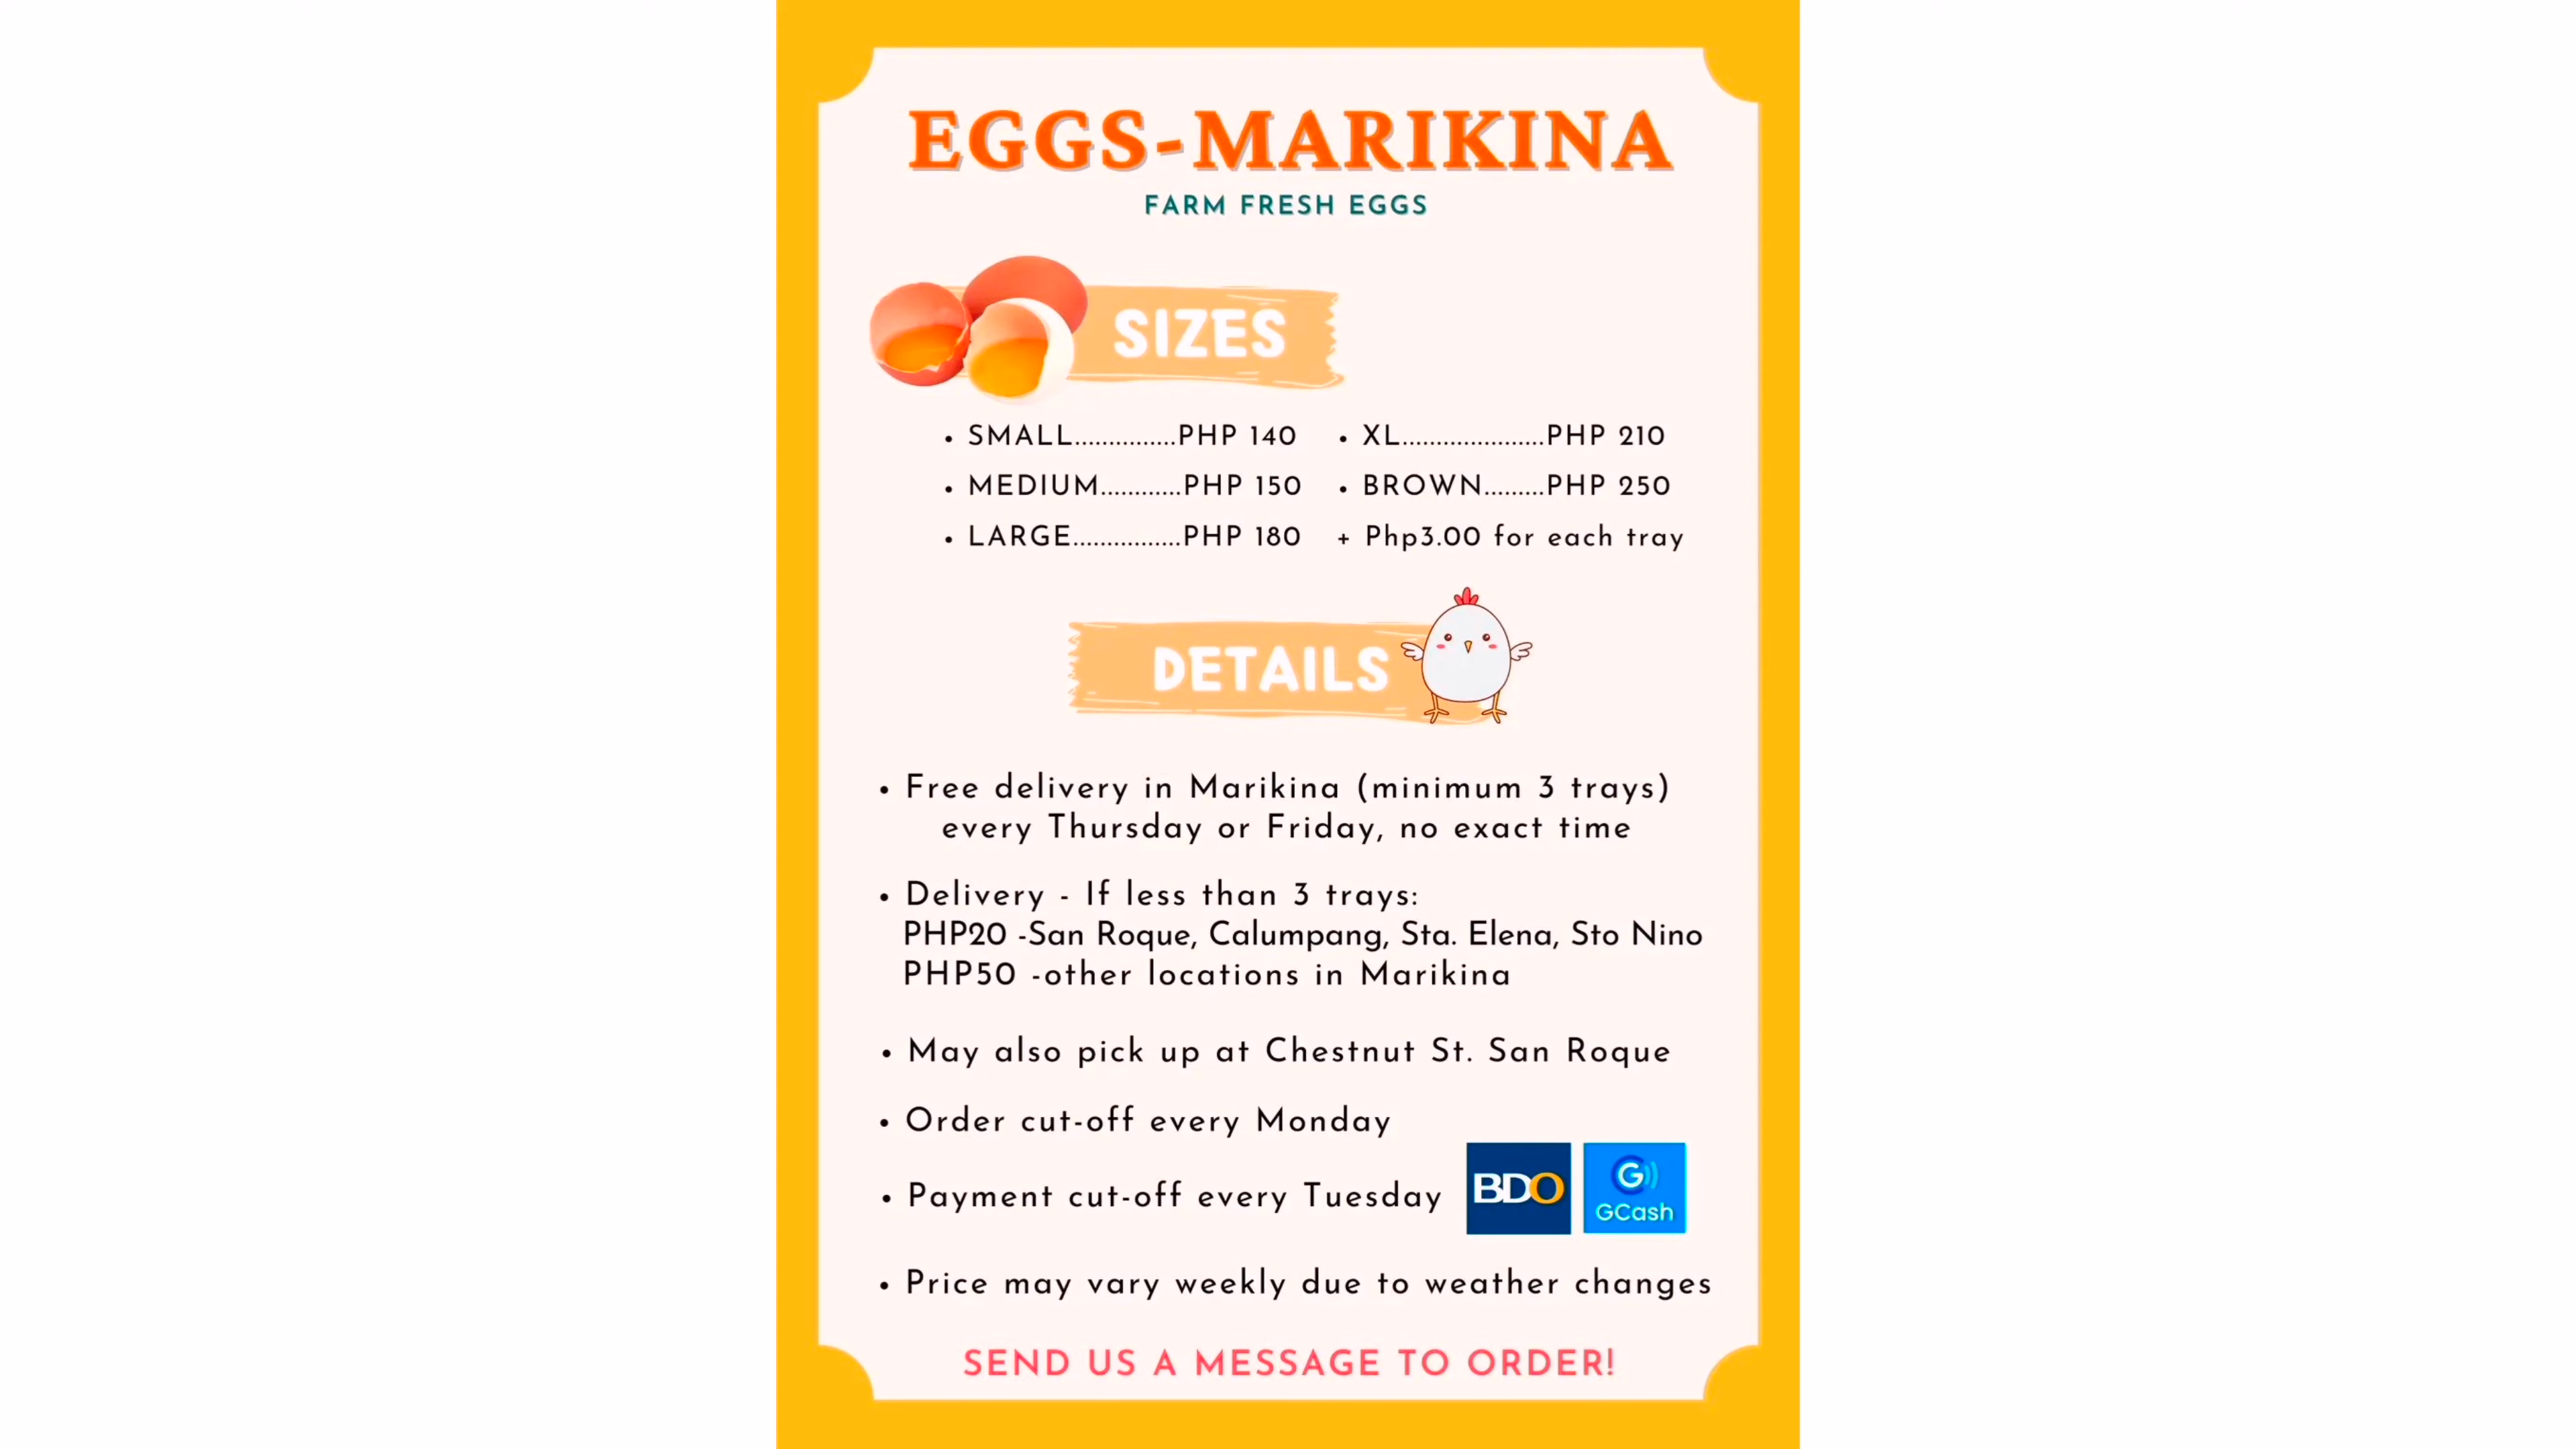 EGGS-MARIKINA
FARM FRESH EGGS
SIZES
• SMALL...............PHP 140
• MEDIUM............PHP 150
• LARGE................PHP 180
• XL.....................PHP 210
• BROWN.........PHP 250
+ Php3.00 for each tray
DETAILS
• Free delivery in Marikina (minimum 3 trays)
every Thursday or Friday, no exact time
• Delivery - If less than 3 trays:
PHP20 -San Roque, Calumpang, Sta. Elena, Sto Nino
PHP50 -other locations in Marikina
• May also pick up at Chestnut St. San Roque
• Order cut-off every Monday
• Payment cut-off every Tuesday
BDO
G
GCash
• Price may vary weekly due to weather changes
SEND US A MESSAGE TO ORDER!